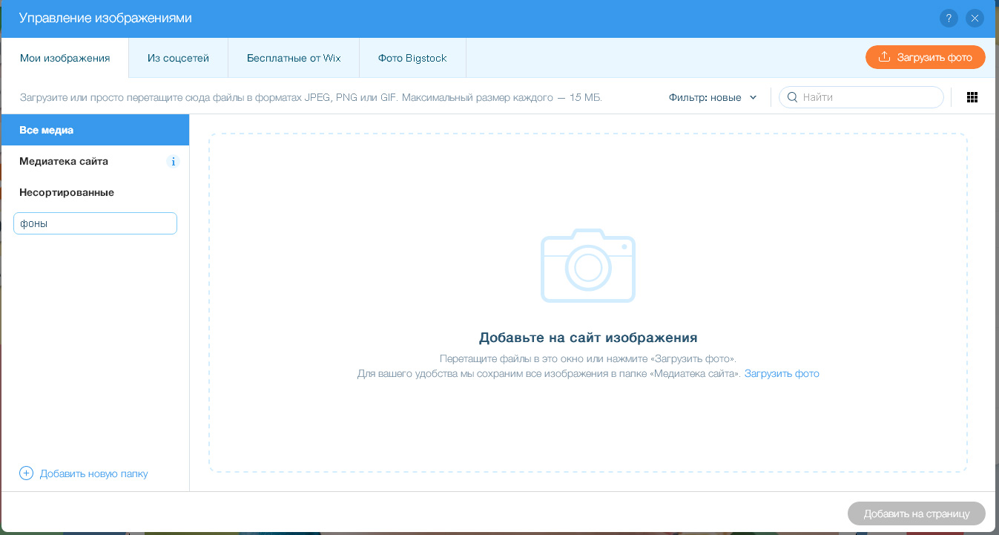 Управление изображениями
?
Мои изображения
Из соцсетей
Бесплатные от Wix
Фото Bigstock
Загрузить фото
Загрузите или просто перетащите сюда файлы в форматах JPEG, PNG или GIF. Максимальный размер каждого — 15 МБ.
Фильтр: новые
Найти
Все медиа
Медиатека сайта
i
Несортированные
фоны
Добавьте на сайт изображения
Перетащите файлы в это окно или нажмите «Загрузить фото».
Для вашего удобства мы сохраним все изображения в папке «Медиатека сайта». Загрузить фото
Добавить новую папку
Добавить на страницу